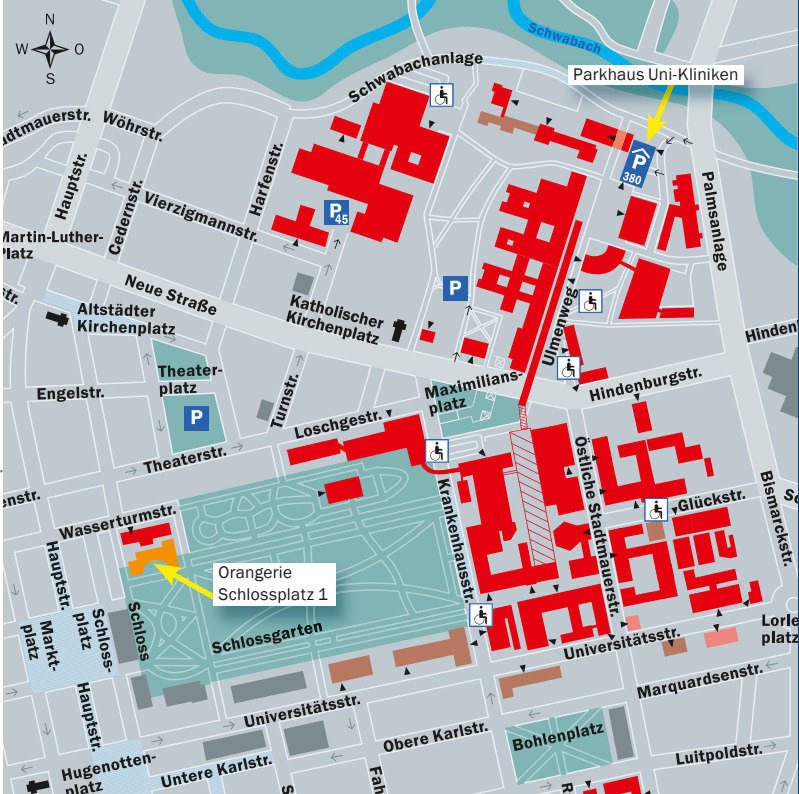 N
W
O
S
Schwabach
Schwabachanlage
Parkhaus Uni-Kliniken
Wöhrstr.
P
380
Hauptstr.
Cedernstr.
Harfenstr.
Vierzigmannstr.
P
45
Palmsanlage
Martin-Luther-
Platz
Neue Straße
Altstädter
Kirchenplatz
Katholischer
Kirchenplatz
P
Ulmenweg
Theater-
platz
P
Engelstr.
Turnstr.
Maximilians-
platz
Hindenburgstr.
Loschgestr.
Theaterstr.
Krankenhausstr.
Östliche Stadtmauerstr.
Glückstr.
Bismarckstr.
Wasserturmstr.
Orangerie
Schlossplatz 1
Hauptstr.
Markt-
platz
Schloss-
platz
Schloss
Schlossgarten
Universitätsstr.
Marquardsenstr.
Hauptstr.
Universitätsstr.
Obere Karlstr.
Bohlenplatz
Luitpoldstr.
Hugenotten-
platz
Untere Karlstr.